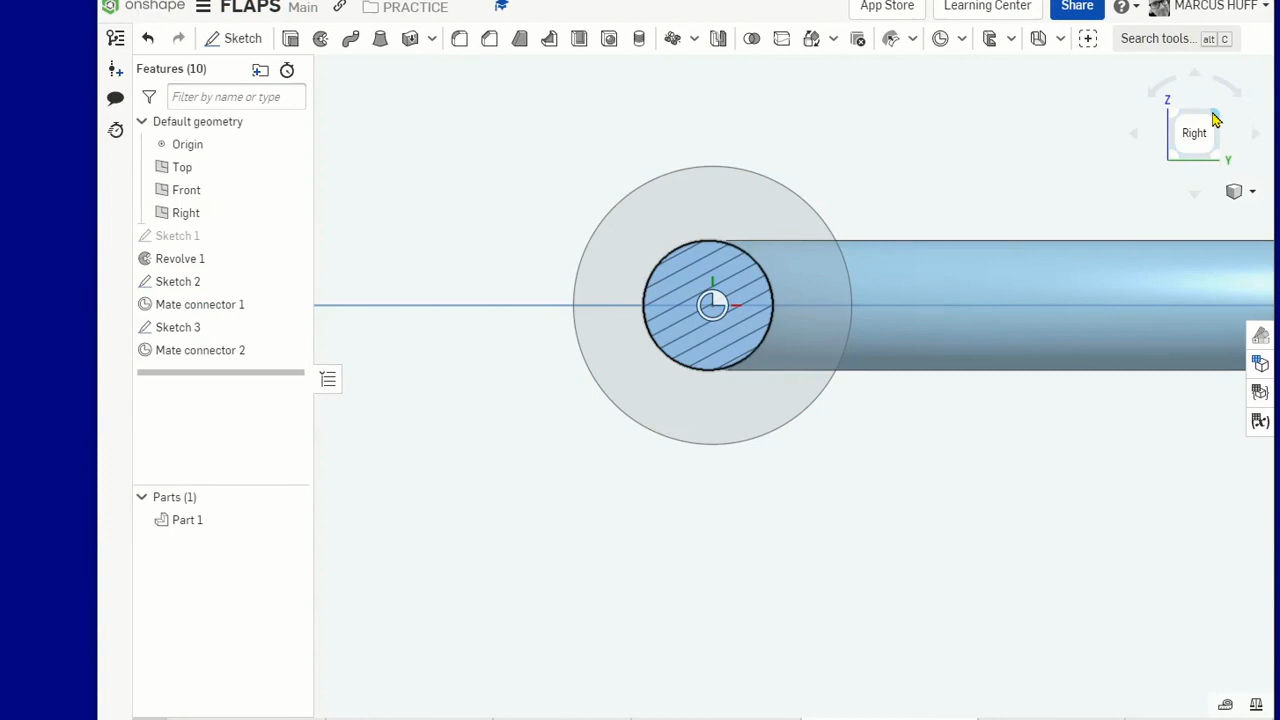 onshape FLAPS Main PRACTICE App Store Learning Center Share MARCUS HUFF
Sketch Search tools... alt C
Features (10)
Filter by name or type
Default geometry
Origin
Top
Front
Right
Sketch 1
Revolve 1
Sketch 2
Mate connector 1
Sketch 3
Mate connector 2
Parts (1)
Part 1
Z
Right
Y